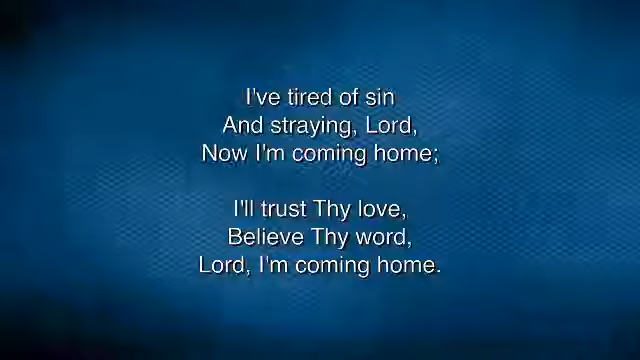 I've tired of sin
And straying, Lord,
Now I'm coming home;
I'll trust Thy love,
Believe Thy word,
Lord, I'm coming home.